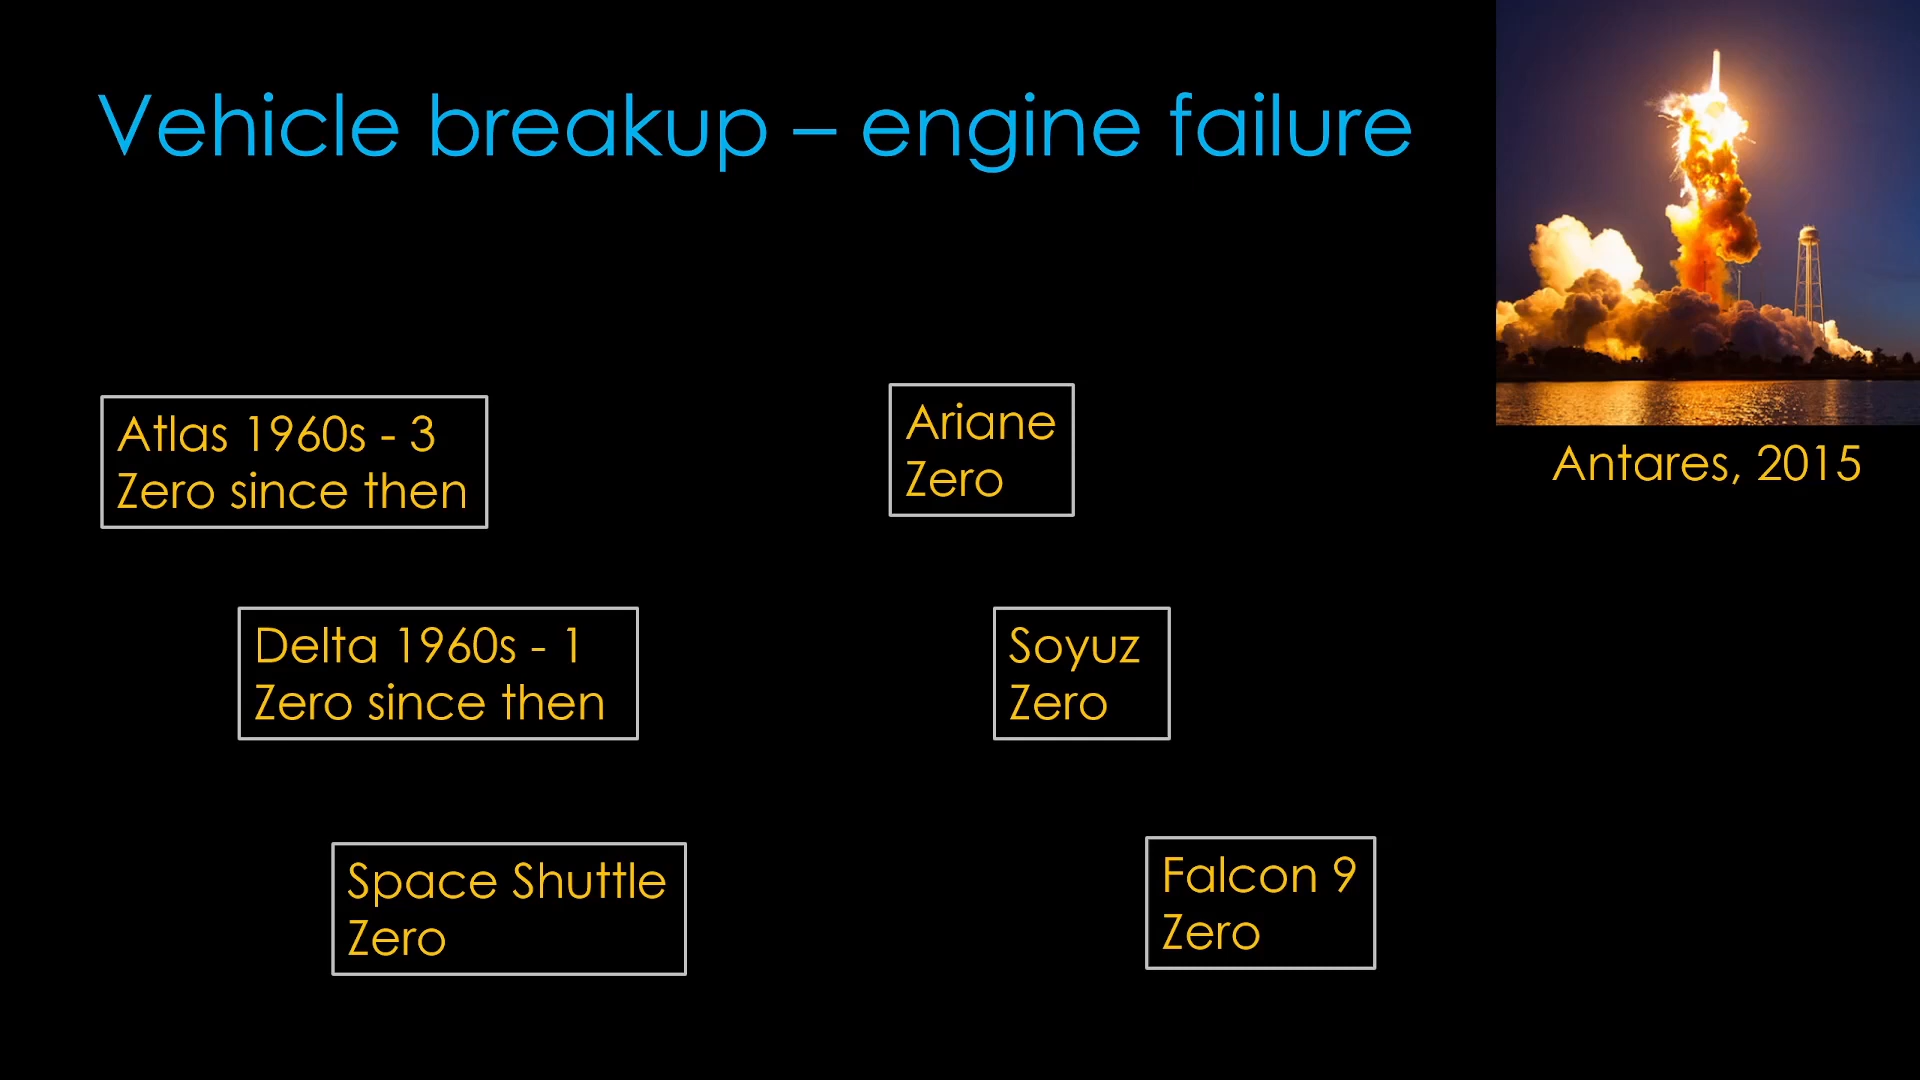 Vehicle breakup – engine failure
Atlas 1960s - 3
Zero since then
Ariane
Zero
Antares, 2015
Delta 1960s - 1
Zero since then
Soyuz
Zero
Space Shuttle
Zero
Falcon 9
Zero